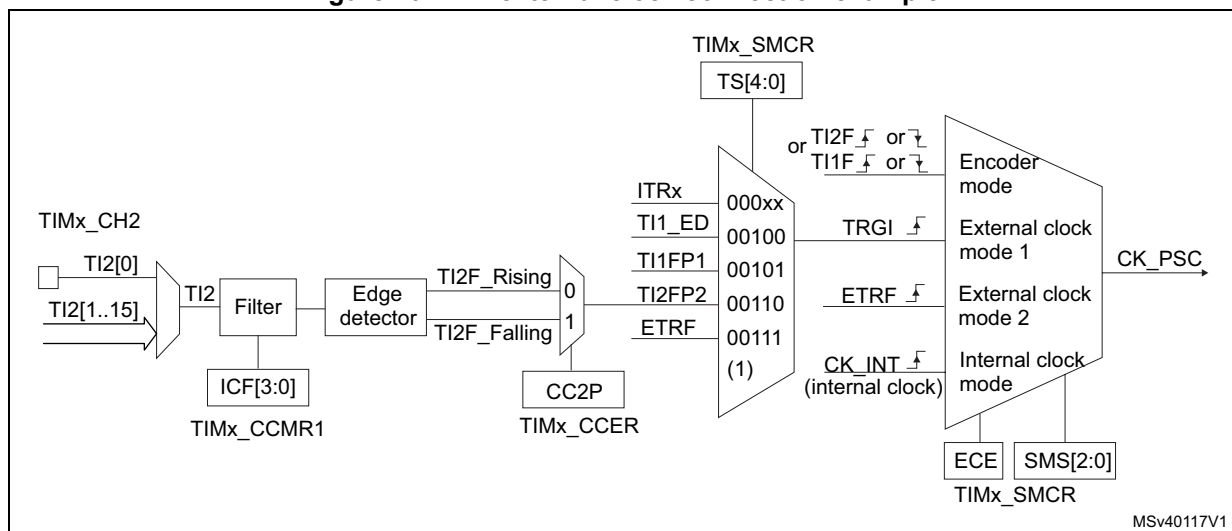 TIMx_SMCR
TS[4:0]
or TI2F or
TI1F or
Encoder
mode
ITRx
000xx
TIMx_CH2
TI1_ED
00100
TRGI
External clock
mode 1
CK_PSC
TI2[0]
TI1FP1
00101
TI2F_Rising
0
TI2
Filter
Edge
detector
TI2FP2
00110
ETRF
External clock
mode 2
TI2[1..15]
1
ETRF
00111
TI2F_Falling
(1)
CK_INT
(internal clock)
Internal clock
mode
ICF[3:0]
CC2P
TIMx_CCMR1
TIMx_CCER
ECE
SMS[2:0]
TIMx_SMCR
MSv40117V1